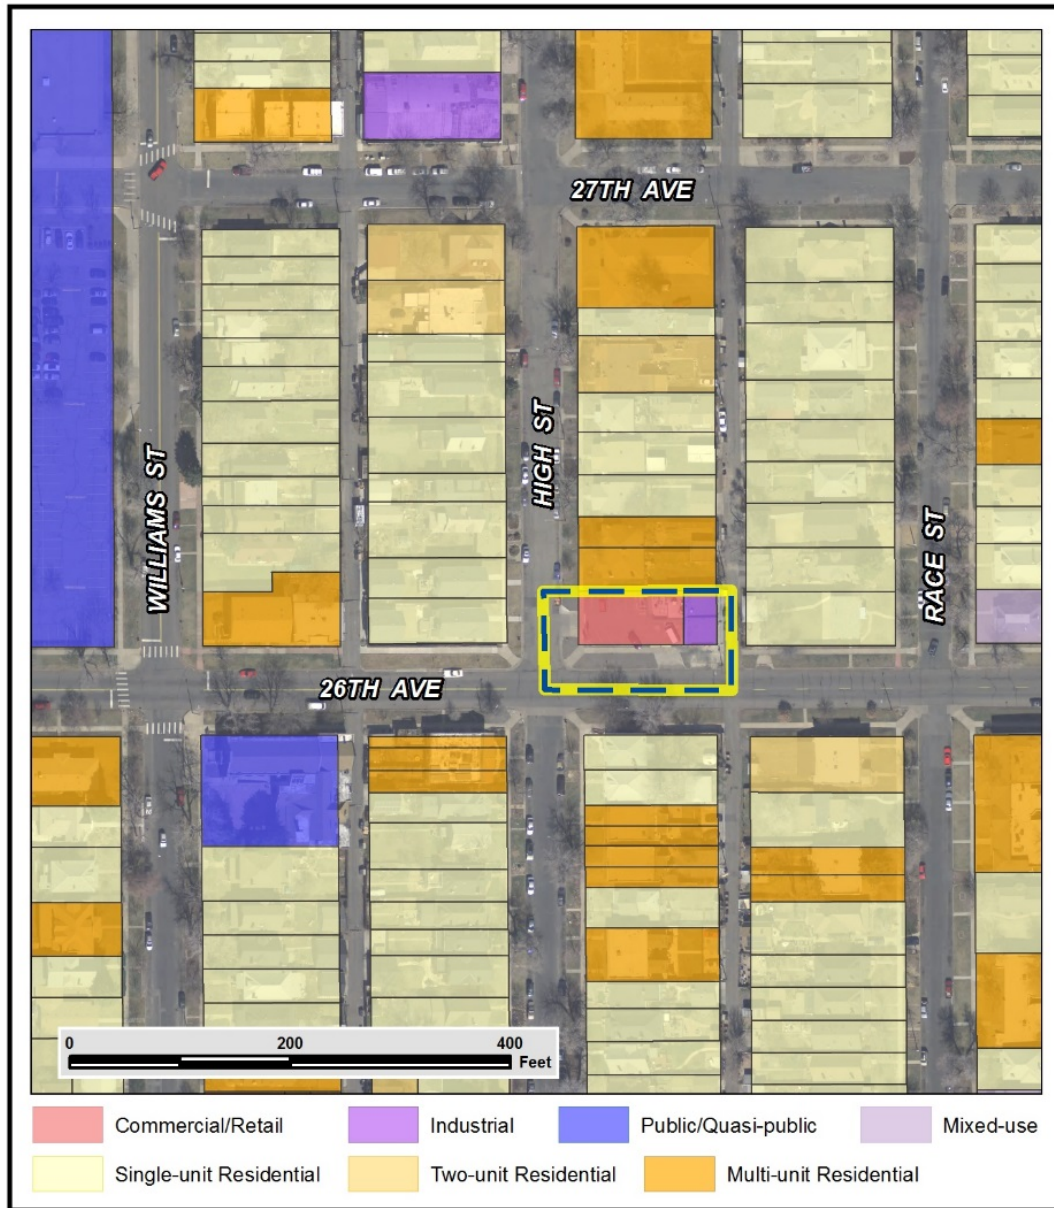 27TH AVE
WILLIAMS ST
HIGH ST
RACE ST
26TH AVE
0 200 400
Feet
Commercial/Retail Industrial Public/Quasi-public Mixed-use
Single-unit Residential Two-unit Residential Multi-unit Residential